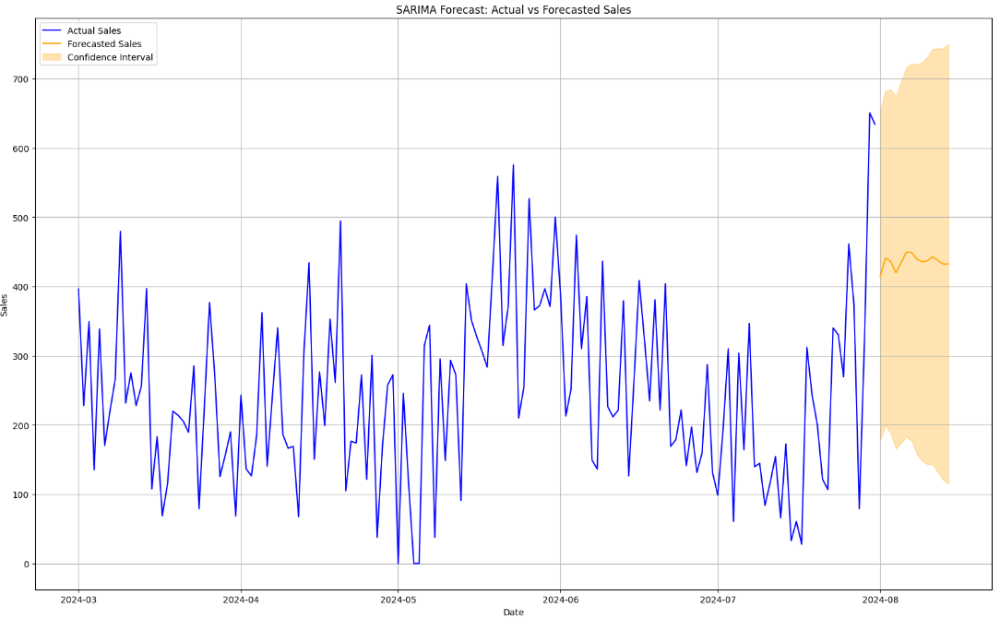 SARIMA Forecast: Actual vs Forecasted Sales
Actual Sales
Forecasted Sales
Confidence Interval
700
600
500
400
300
200
100
0
Sales
2024-03
2024-04
2024-05
2024-06
2024-07
2024-08
Date